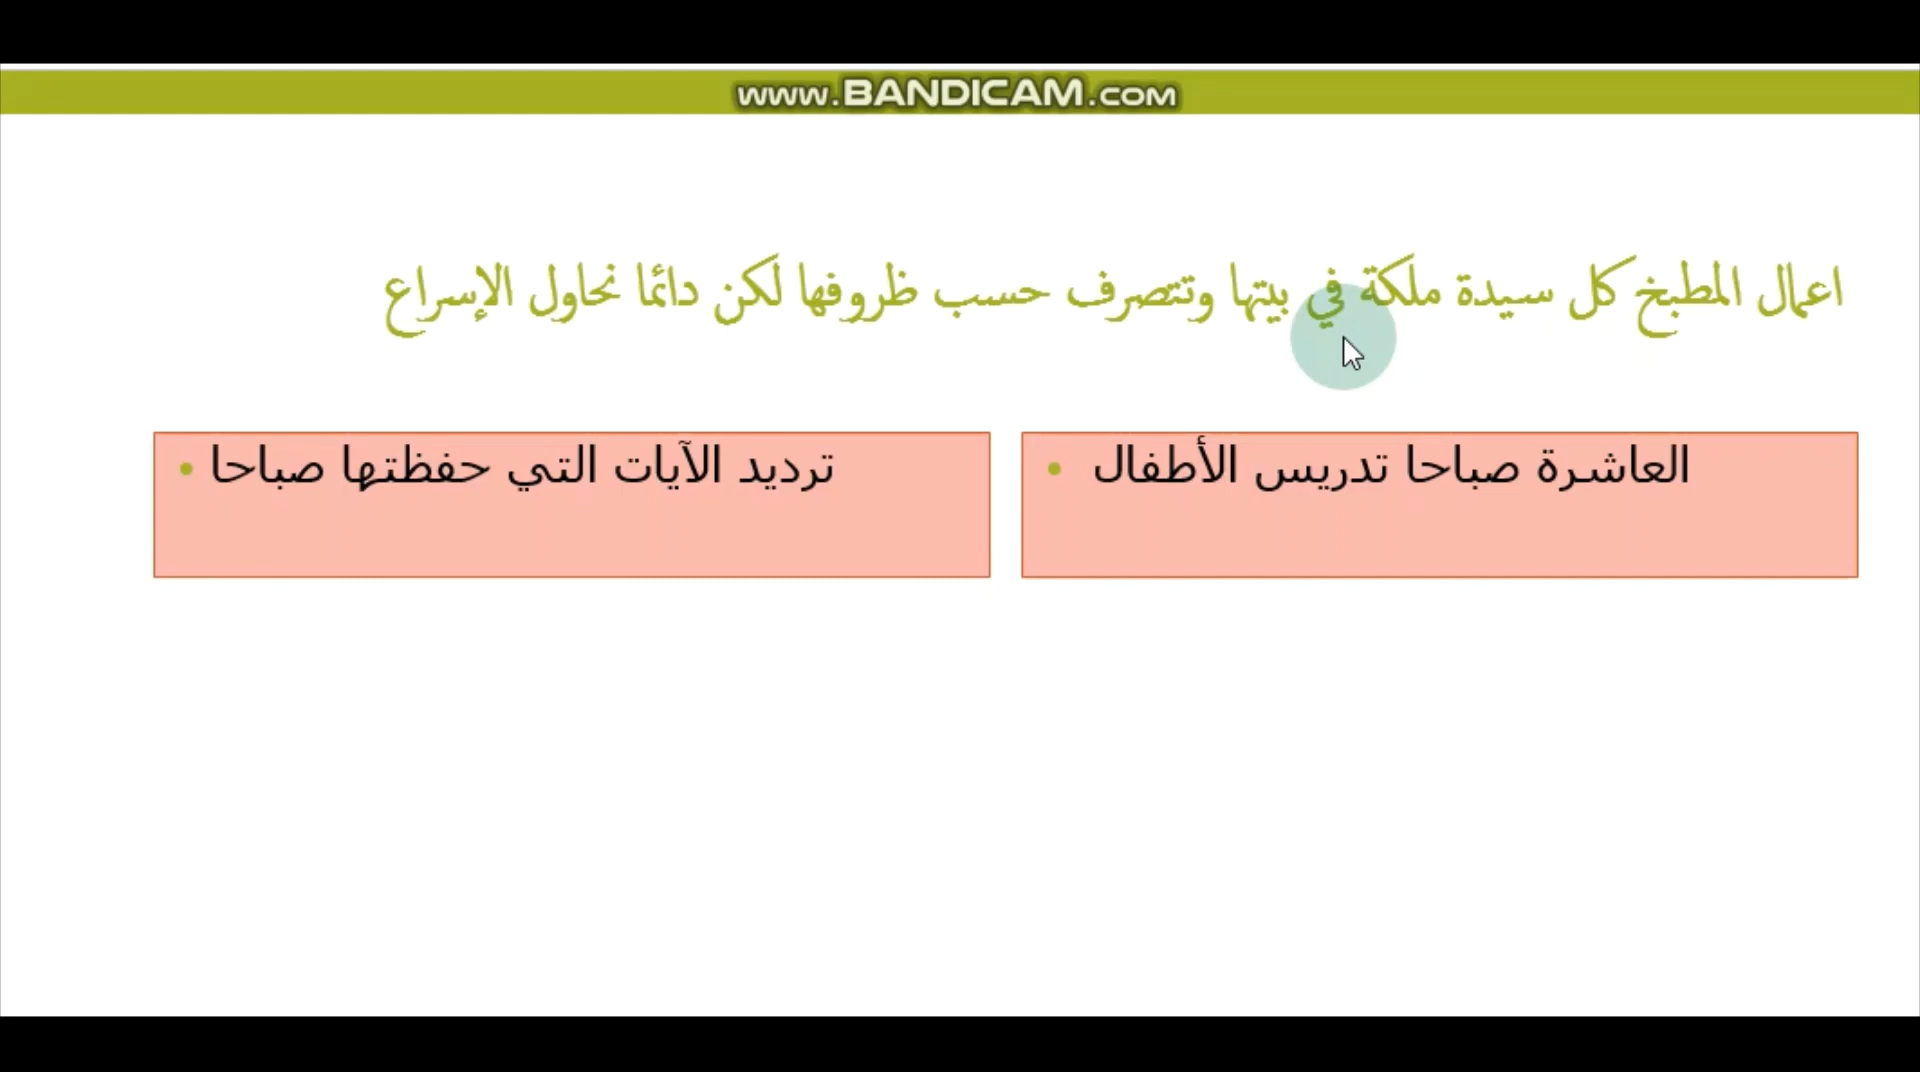 www.BANDICAM.com
اعمال المطبخ كل سيدة ملكة في بيتها وتتصرف حسب ظروفها لكن دائما نحاول الإسراع
العاشرة صباحا تدريس الأطفال
ترديد الآيات التي حفظتها صباحا